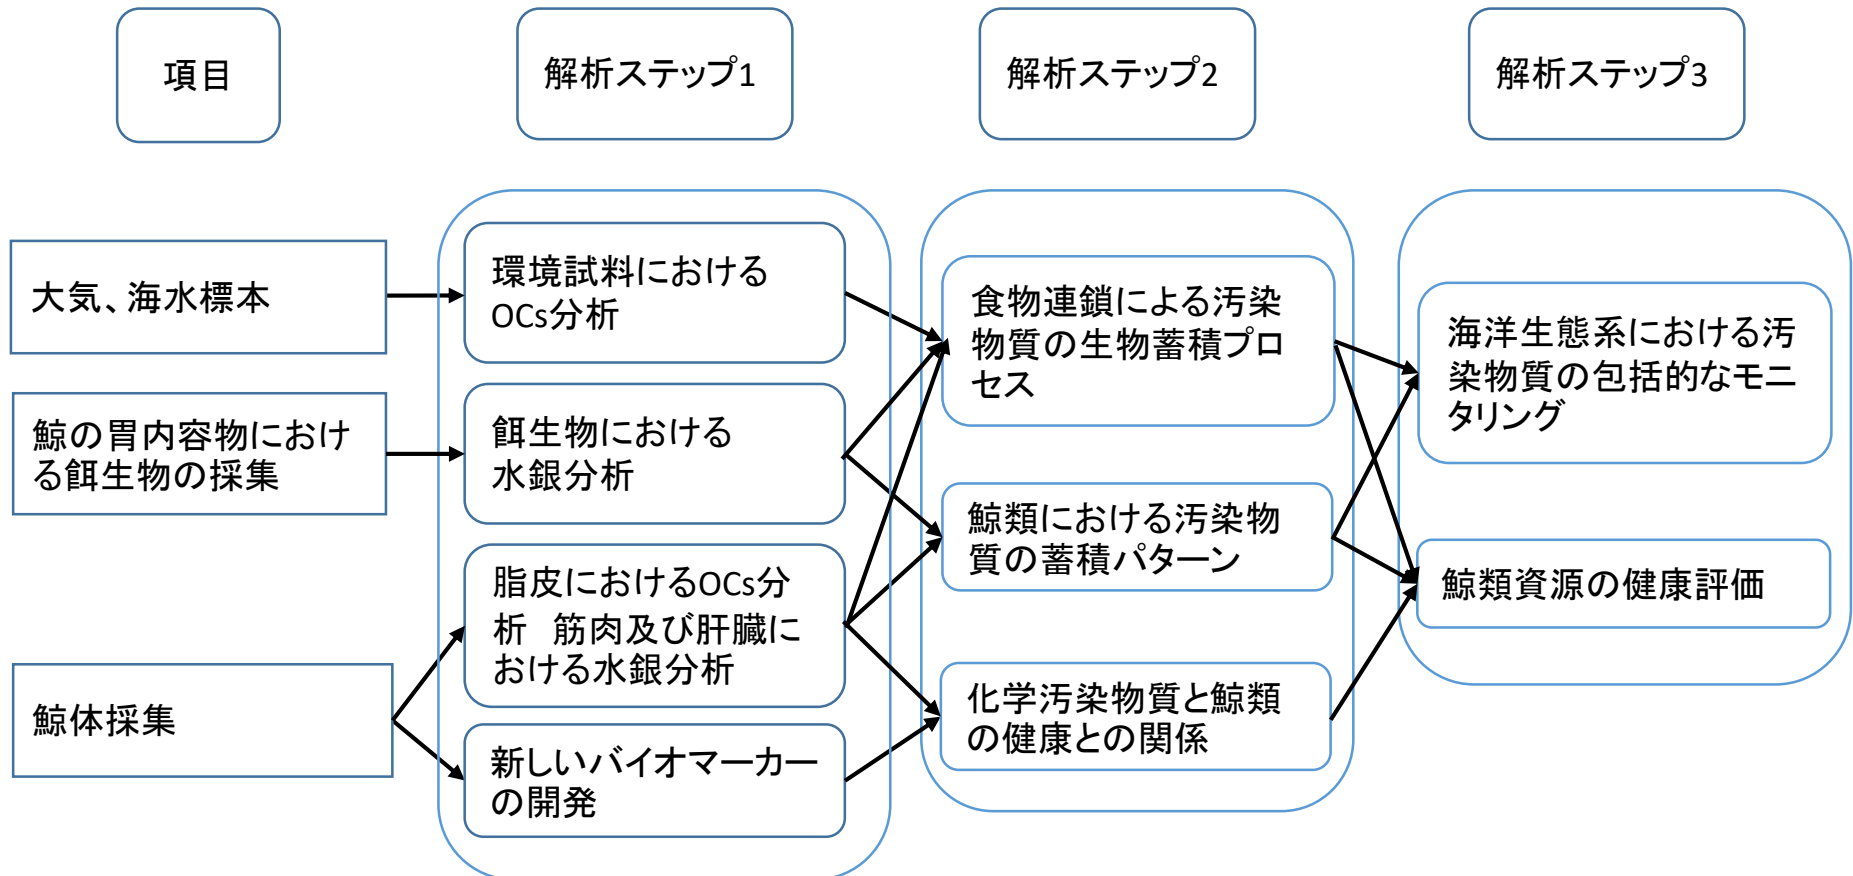 項目
解析ステップ1
解析ステップ2
解析ステップ3
大気、海水標本
鯨の胃内容物におけ
る餌生物の採集
鯨体採集
環境試料における
OCs分析
餌生物における
水銀分析
脂皮におけるOCs分
析　筋肉及び肝臓に
おける水銀分析
新しいバイオマーカー
の開発
食物連鎖による汚染
物質の生物蓄積プロ
セス
鯨類における汚染物
質の蓄積パターン
化学汚染物質と鯨類
の健康との関係
海洋生態系における汚
染物質の包括的なモニ
タリング
鯨類資源の健康評価